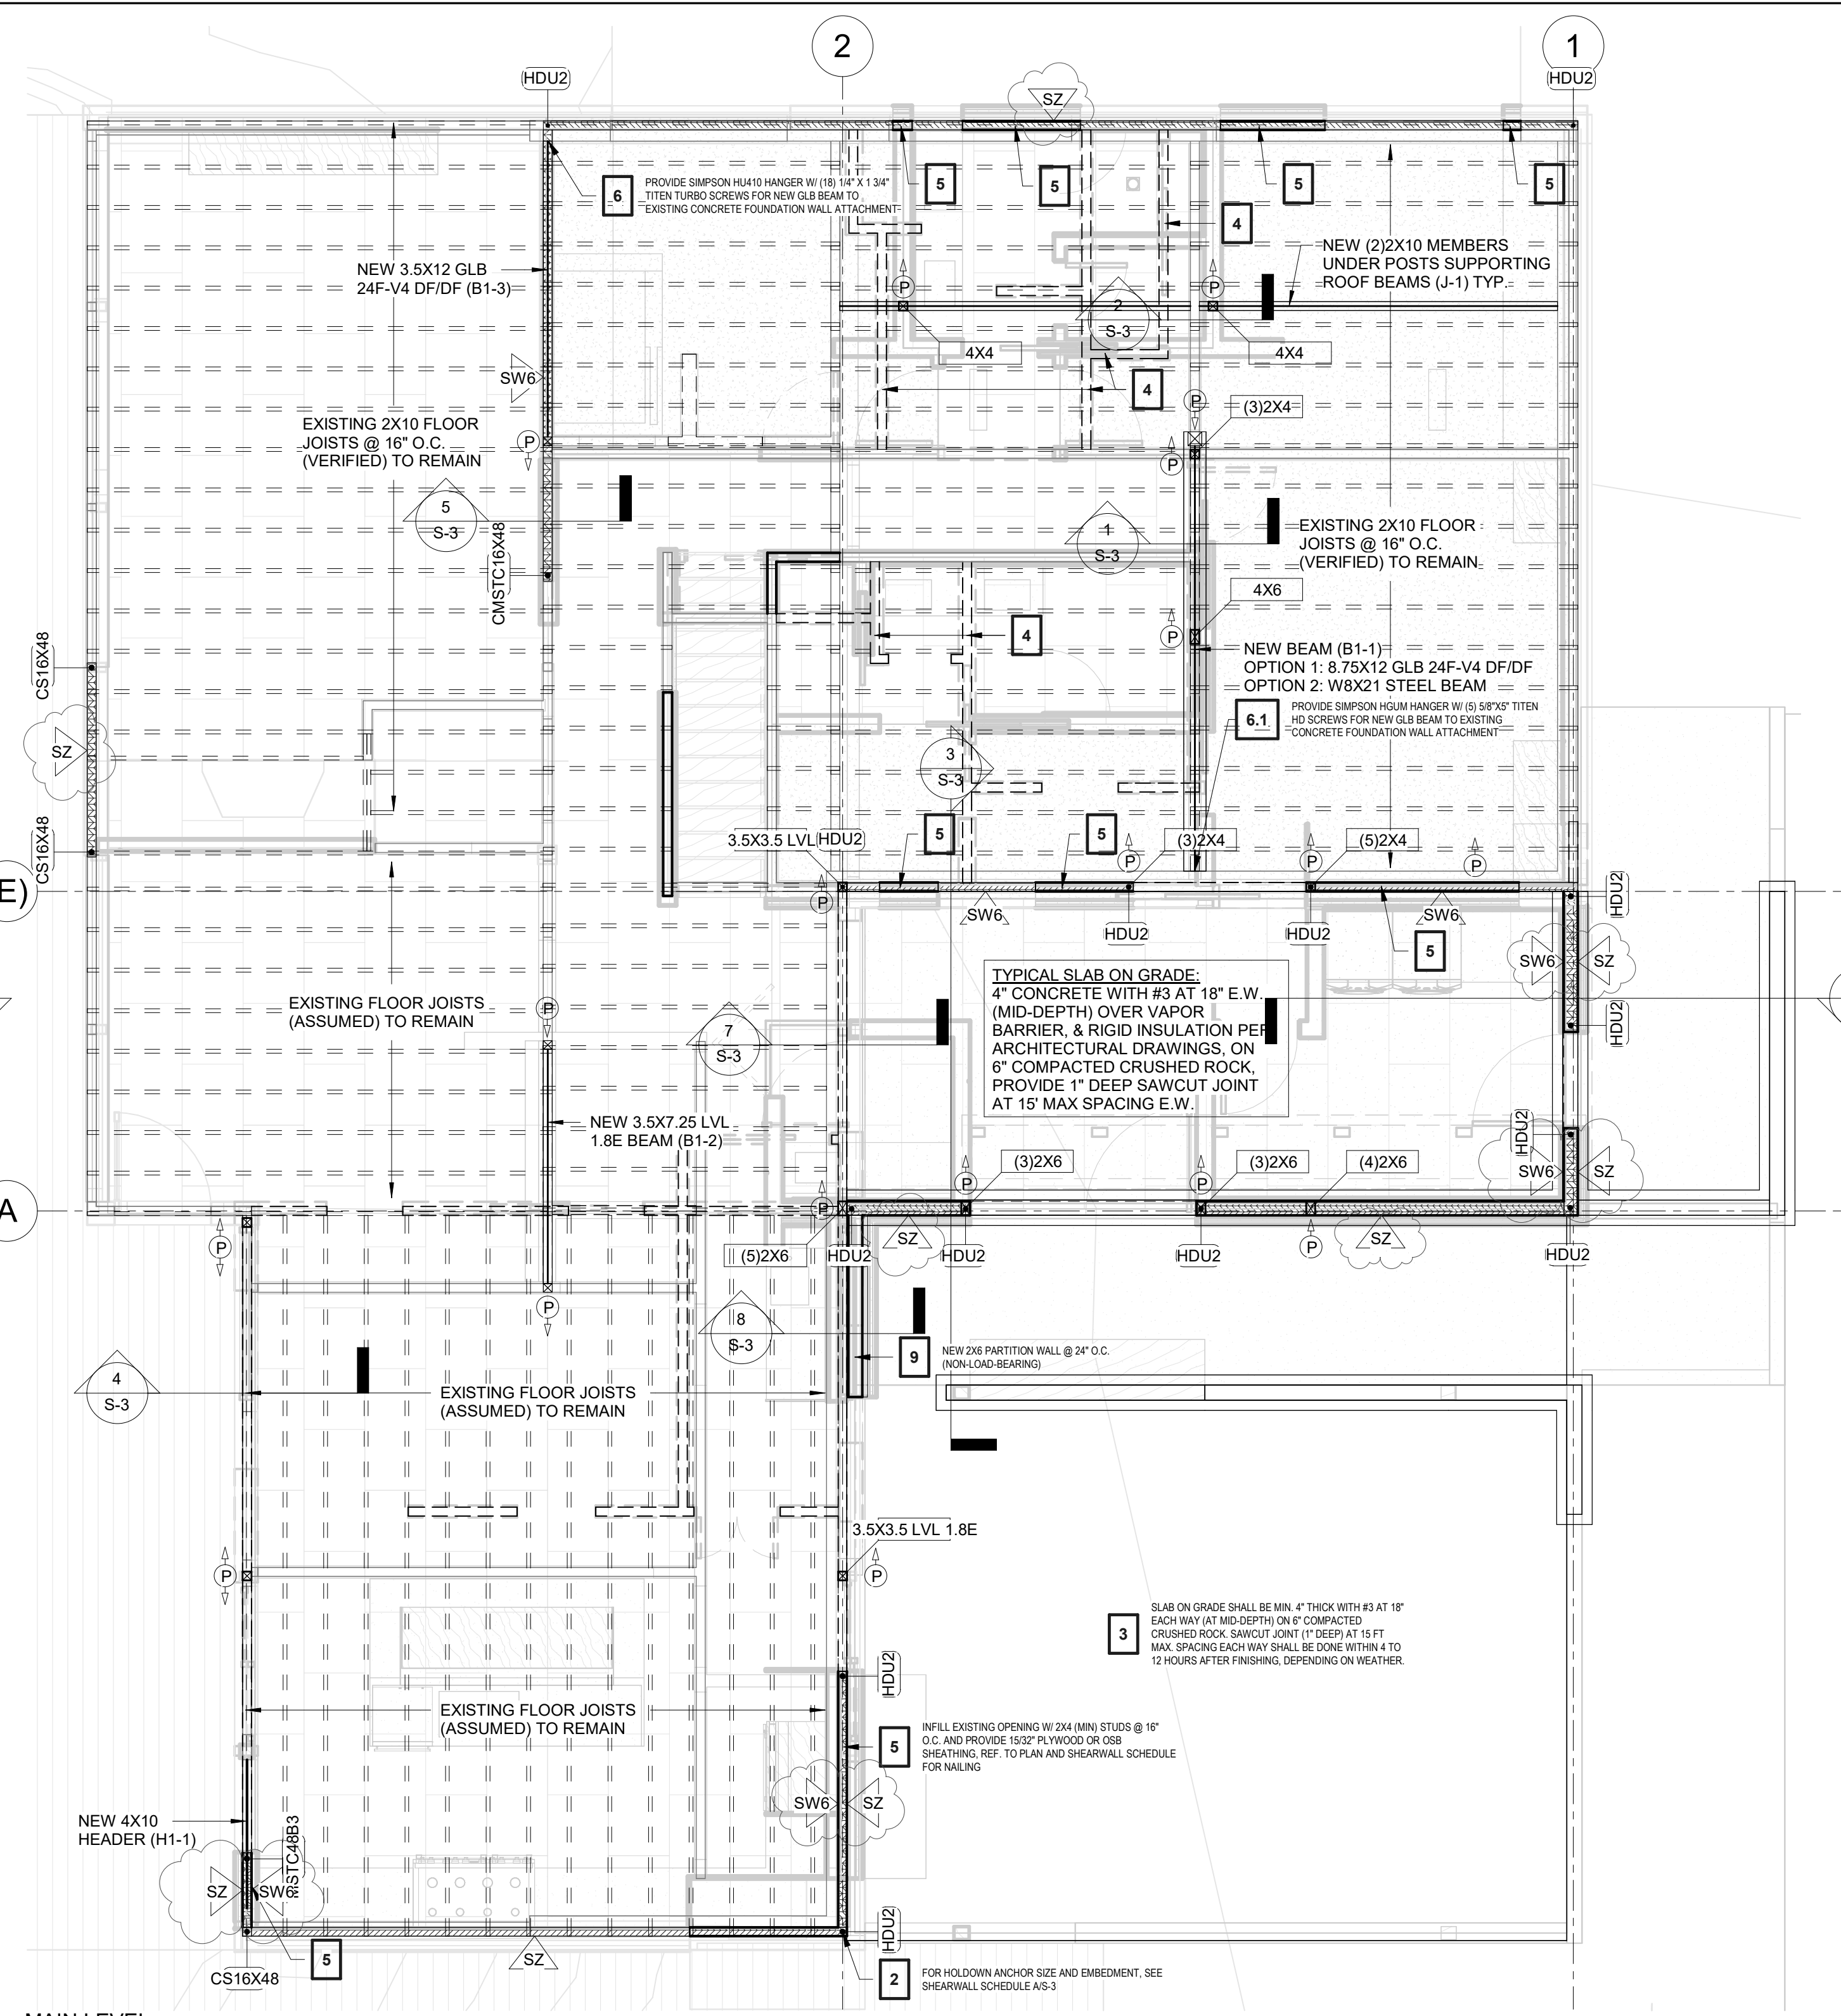 2
1
HDU2
HDU2
SZ
6
PROVIDE SIMPSON HU410 HANGER W/ (18) 1/4" X 1 3/4"
TITEN TURBO SCREWS FOR NEW GLB BEAM TO
EXISTING CONCRETE FOUNDATION WALL ATTACHMENT
5
5
5
5
4
NEW (2)2X10 MEMBERS
UNDER POSTS SUPPORTING
ROOF BEAMS (J-1) TYP.
NEW 3.5X12 GLB
24F-V4 DF/DF (B1-3)
P
P
2
S-3
4X4
4X4
SW6
4
P
(3)2X4
EXISTING 2X10 FLOOR
JOISTS @ 16" O.C.
(VERIFIED) TO REMAIN
P
P
5
S-3
CMSTC16X48
1
S-3
EXISTING 2X10 FLOOR
JOISTS @ 16" O.C.
(VERIFIED) TO REMAIN
4X6
4
P
CS16X48
NEW BEAM (B1-1)
OPTION 1: 8.75X12 GLB 24F-V4 DF/DF
OPTION 2: W8X21 STEEL BEAM
6.1
PROVIDE SIMPSON HGUM HANGER W/ (5) 5/8"X5" TITEN
HD SCREWS FOR NEW GLB BEAM TO EXISTING
CONCRETE FOUNDATION WALL ATTACHMENT
SZ
3
S-3
CS16X48
3.5X3.5 LVL
HDU2
5
5
P
(3)2X4
P
(5)2X4
P
E)
P
SW6
HDU2
HDU2
SW6
5
HDU2
SW6
SZ
HDU2
TYPICAL SLAB ON GRADE:
4" CONCRETE WITH #3 AT 18" E.W.
(MID-DEPTH) OVER VAPOR
BARRIER, & RIGID INSULATION PER
ARCHITECTURAL DRAWINGS, ON
6" COMPACTED CRUSHED ROCK,
PROVIDE 1" DEEP SAWCUT JOINT
AT 15' MAX SPACING E.W.
EXISTING FLOOR JOISTS
(ASSUMED) TO REMAIN
P
7
S-3
NEW 3.5X7.25 LVL
1.8E BEAM (B1-2)
HDU2
SW6
SZ
(3)2X6
(3)2X6
(4)2X6
P
P
A
P
P
(5)2X6
HDU2
SZ
HDU2
HDU2
P
SZ
HDU2
P
8
S-3
9
NEW 2X6 PARTITION WALL @ 24" O.C.
(NON-LOAD-BEARING)
4
S-3
EXISTING FLOOR JOISTS
(ASSUMED) TO REMAIN
3.5X3.5 LVL 1.8E
P
P
3
SLAB ON GRADE SHALL BE MIN. 4" THICK WITH #3 AT 18"
EACH WAY (AT MID-DEPTH) ON 6" COMPACTED
CRUSHED ROCK. SAWCUT JOINT (1" DEEP) AT 15 FT
MAX. SPACING EACH WAY SHALL BE DONE WITHIN 4 TO
12 HOURS AFTER FINISHING, DEPENDING ON WEATHER.
HDU2
EXISTING FLOOR JOISTS
(ASSUMED) TO REMAIN
5
INFILL EXISTING OPENING W/ 2X4 (MIN) STUDS @ 16"
O.C. AND PROVIDE 15/32" PLYWOOD OR OSB
SHEATHING, REF. TO PLAN AND SHEARWALL SCHEDULE
FOR NAILING
SW6
SZ
NEW 4X10
HEADER (H1-1)
MSTC48B3
SZ
SW6
HDU2
5
CS16X48
SZ
2
FOR HOLDOWN ANCHOR SIZE AND EMBEDMENT, SEE
SHEARWALL SCHEDULE A/S-3
MAIN LEVEL